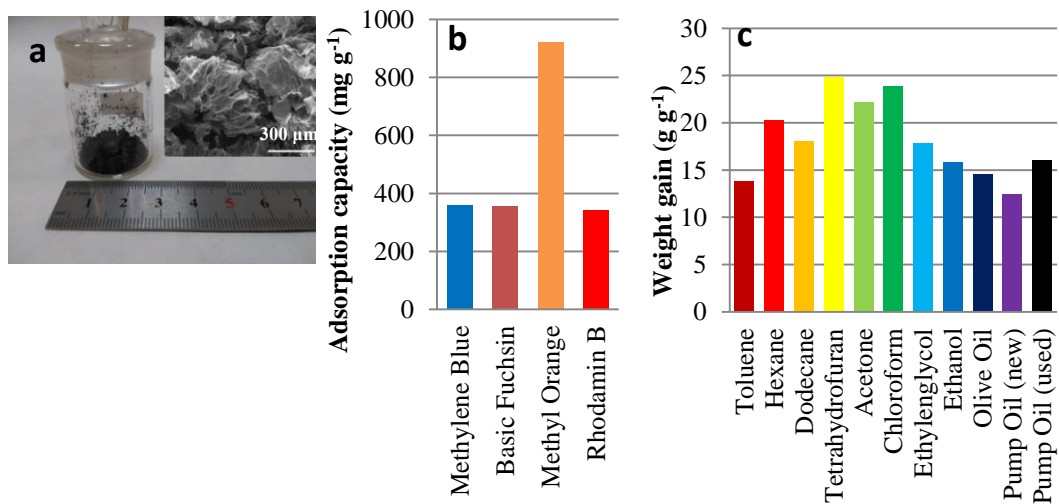 a
300 µm
1 2 3 4 5 6 7
b
Adsorption capacity (mg g⁻¹)
1000
800
600
400
200
0
Methylene Blue
Basic Fuchsin
Methyl Orange
Rhodamin B
c
Weight gain (g g⁻¹)
30
25
20
15
10
5
0
Toluene
Hexane
Dodecane
Tetrahydrofuran
Acetone
Chloroform
Ethylenglycol
Ethanol
Olive Oil
Pump Oil (new)
Pump Oil (used)